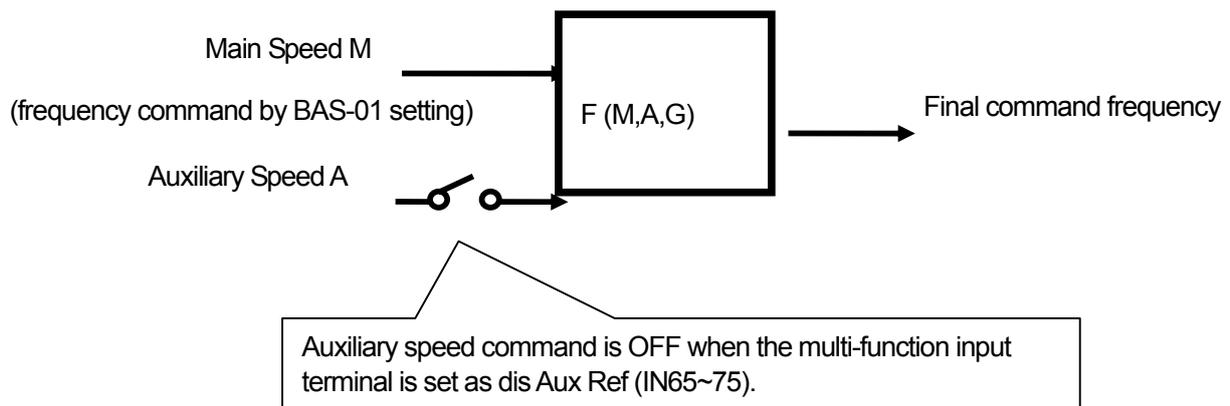 Main Speed M
(frequency command by BAS-01 setting)
F (M,A,G)
Final command frequency
Auxiliary Speed A
Auxiliary speed command is OFF when the multi-function input
terminal is set as dis Aux Ref (IN65~75).